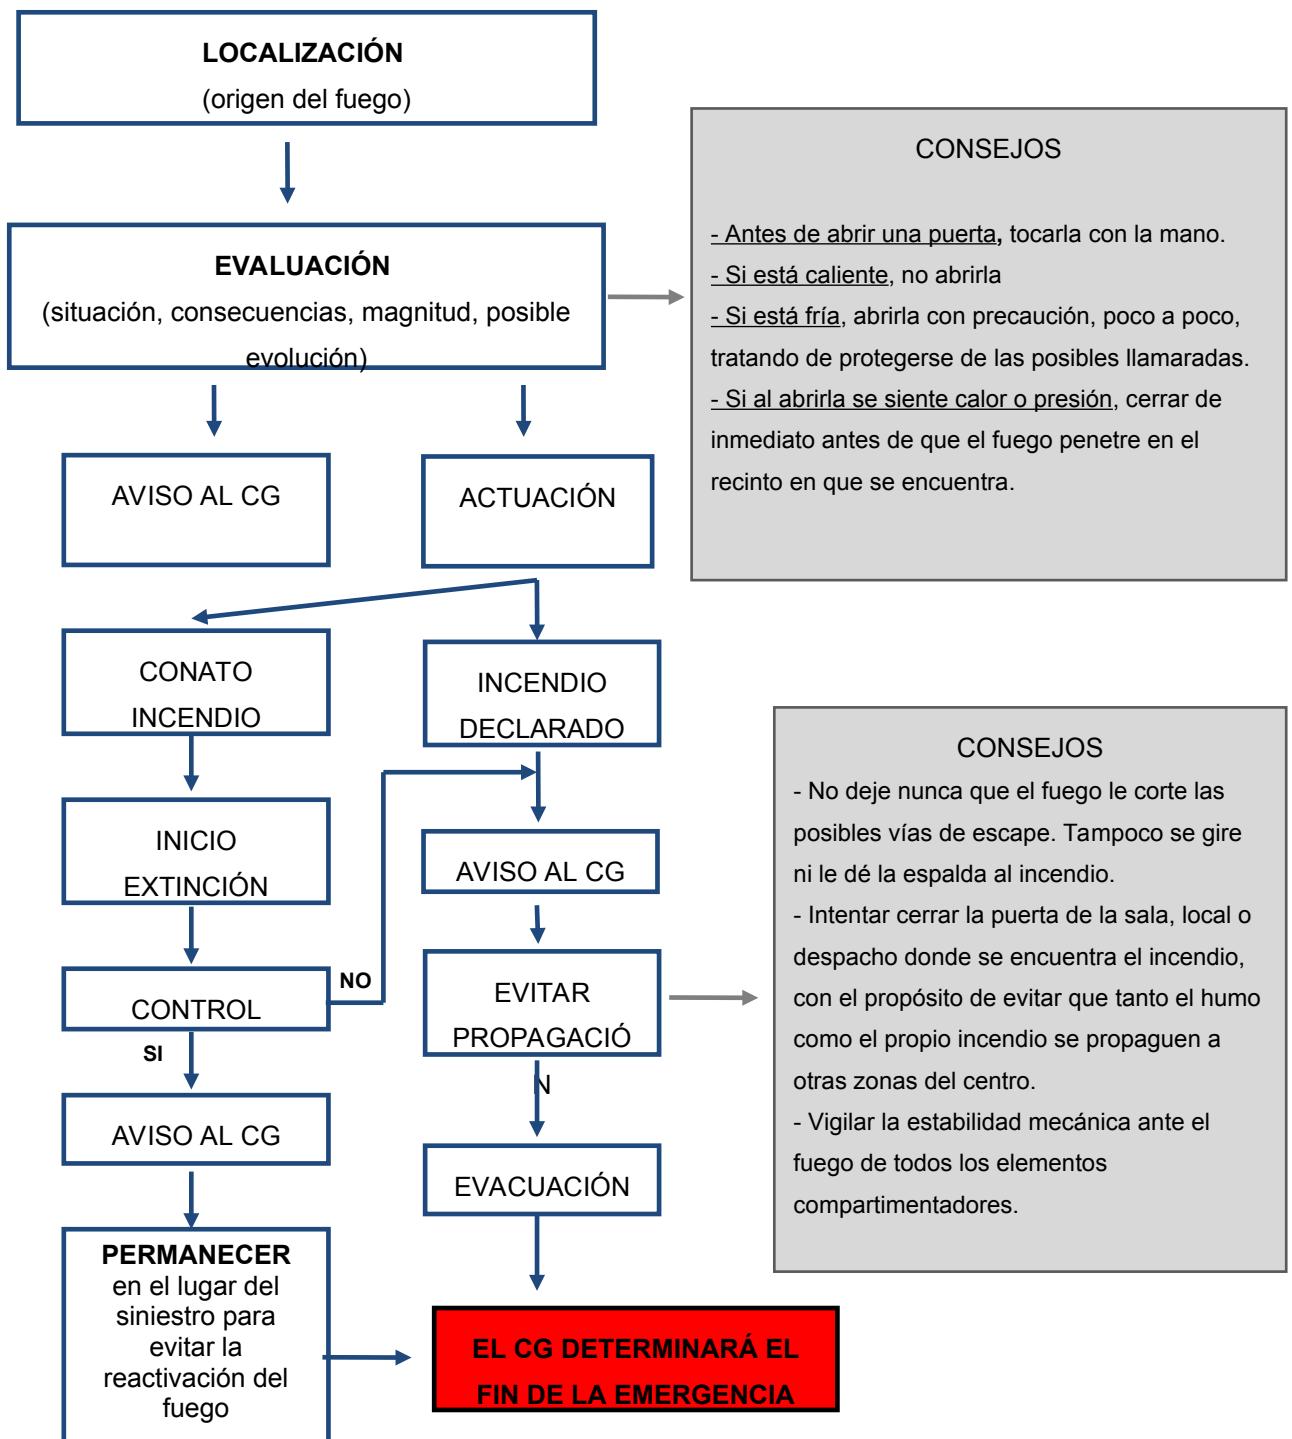 LOCALIZACIÓN
(origen del fuego)
EVALUACIÓN
(situación, consecuencias, magnitud, posible
evolución)
CONSEJOS
- Antes de abrir una puerta, tocarla con la mano.
- Si está caliente, no abrirla
- Si está fría, abrirla con precaución, poco a poco,
tratando de protegerse de las posibles llamaradas.
- Si al abrirla se siente calor o presión, cerrar de
inmediato antes de que el fuego penetre en el
recinto en que se encuentra.
AVISO AL CG
ACTUACIÓN
CONATO
INCENDIO
INCENDIO
DECLARADO
INICIO
EXTINCIÓN
AVISO AL CG
CONTROL
NO
SI
EVITAR
PROPAGACIÓ
N
CONSEJOS
- No deje nunca que el fuego le corte las
posibles vías de escape. Tampoco se gire
ni le dé la espalda al incendio.
- Intentar cerrar la puerta de la sala, local o
despacho donde se encuentra el incendio,
con el propósito de evitar que tanto el humo
como el propio incendio se propaguen a
otras zonas del centro.
- Vigilar la estabilidad mecánica ante el
fuego de todos los elementos
compartimentadores.
AVISO AL CG
EVACUACIÓN
PERMANECER
en el lugar del
siniestro para
evitar la
reactivación del
fuego
EL CG DETERMINARÁ EL
FIN DE LA EMERGENCIA